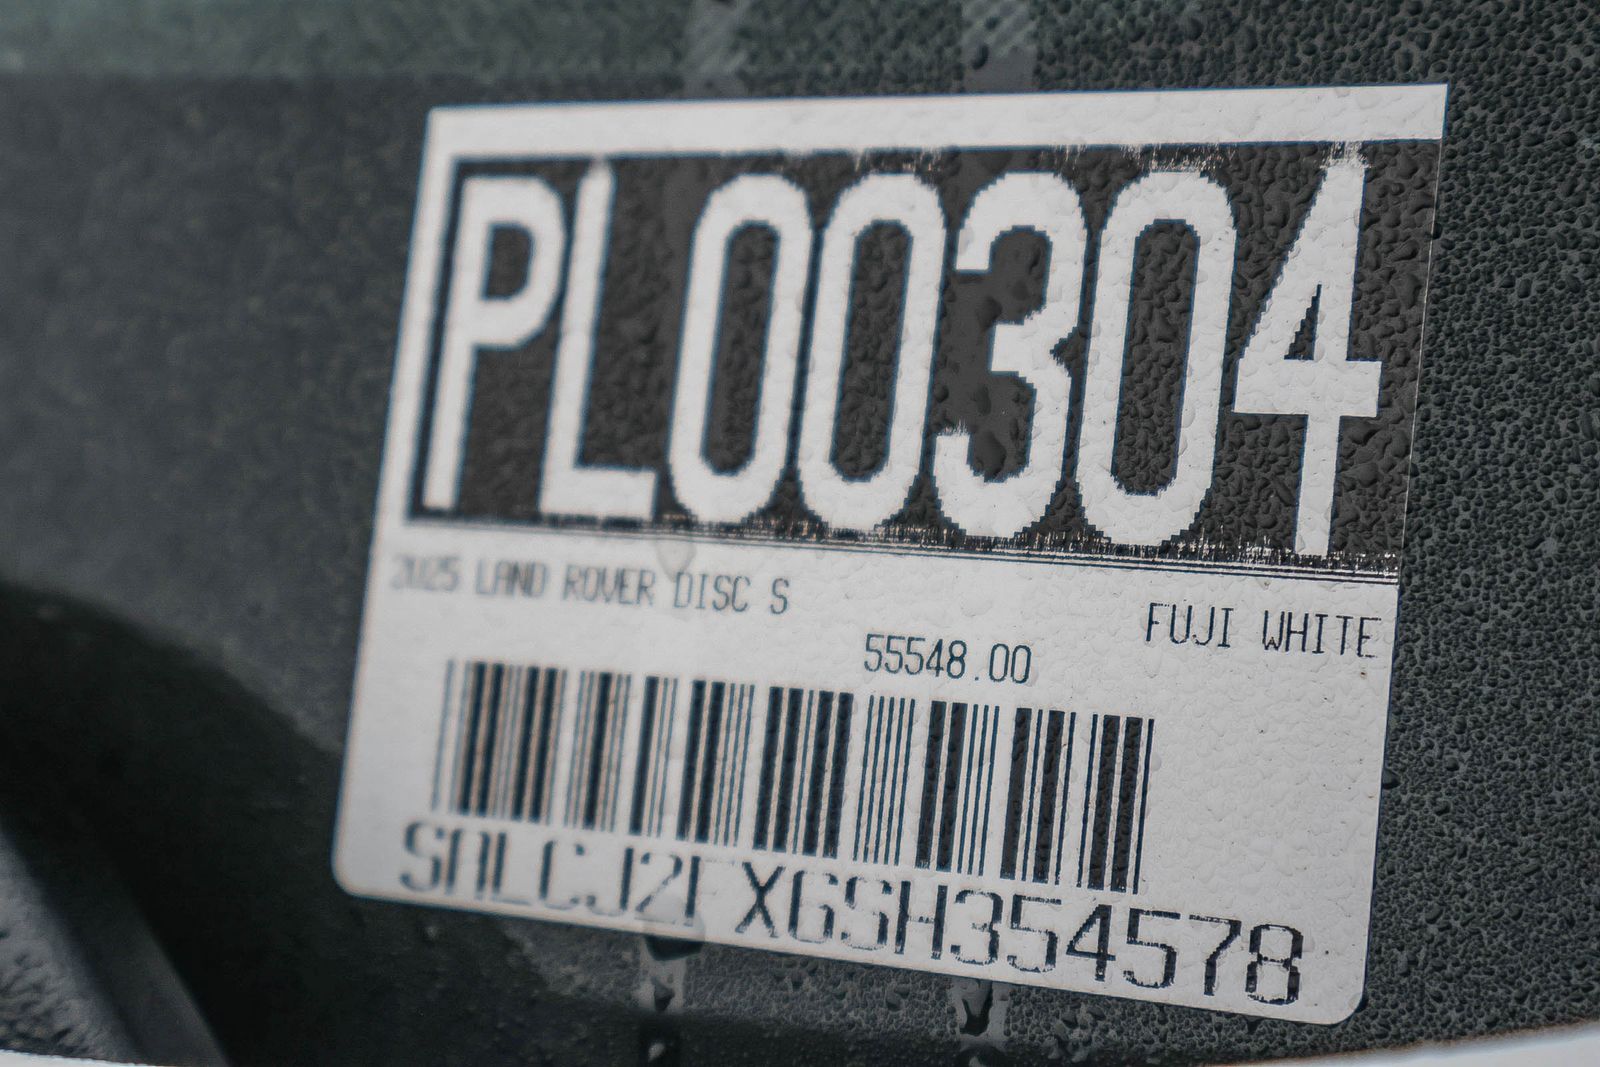 PL00304
2025 LAND ROVER DISC S
FUJI WHITE
55548.00
SALCJ2FX6SH354578